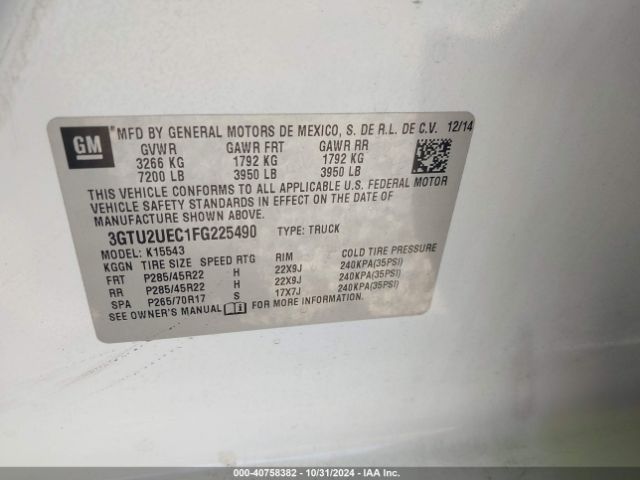 GM *MFD BY GENERAL MOTORS DE MEXICO, S. DE R.L. DE C.V. 12/14
GVWR GAWR FRT GAWR RR
3266 KG 1792 KG 1792 KG
7200 LB 3950 LB 3950 LB
THIS VEHICLE CONFORMS TO ALL APPLICABLE U.S. FEDERAL MOTOR
VEHICLE SAFETY STANDARDS IN EFFECT ON THE DATE OF
MANUFACTURE SHOWN ABOVE.
3GTU2UEC1FG225490 TYPE: TRUCK
MODEL: K15543
KGGN TIRE SIZE SPEED RTG RIM COLD TIRE PRESSURE
FRT P285/45R22 H 22X9J 240KPA(35PSI)
RR P285/45R22 H 22X9J 240KPA(35PSI)
SPA P265/70R17 S 17X7J 240KPA(35PSI)
SEE OWNER'S MANUAL FOR MORE INFORMATION.
000-40758382 - 10/31/2024 - IAA Inc.